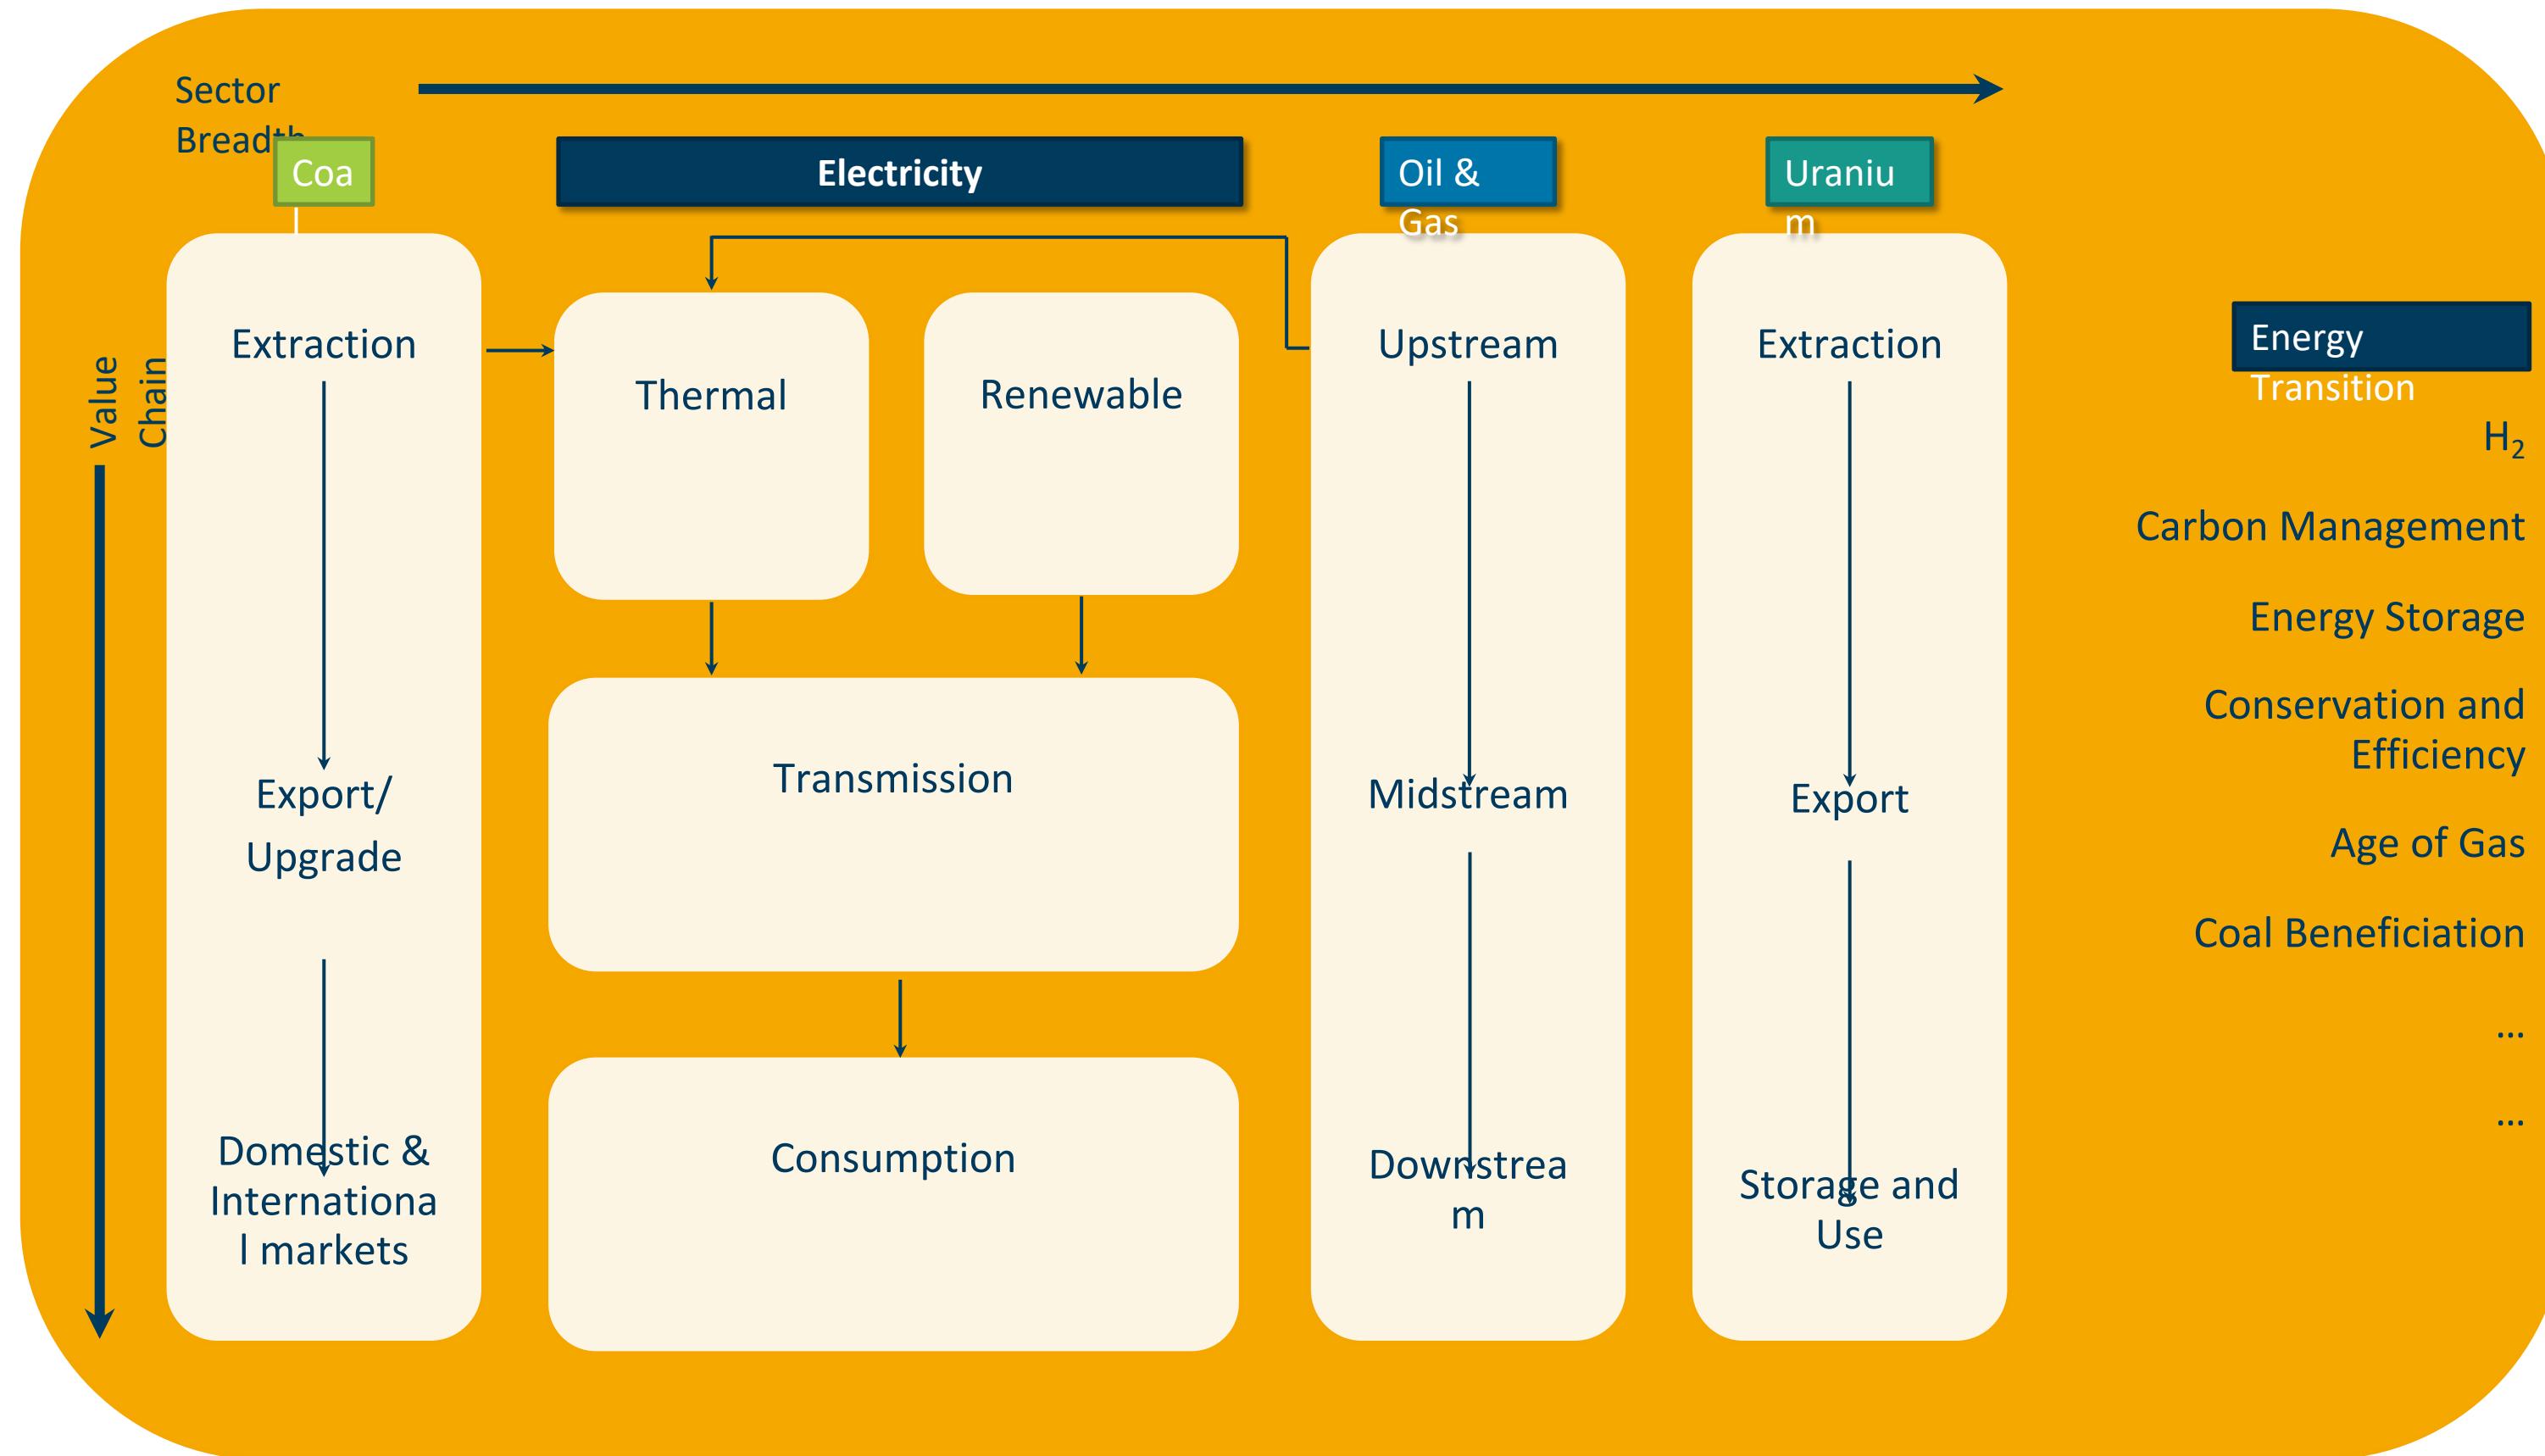 Sector
Breadth
Coa
l
Electricity
Oil &
Gas
Uraniu
m
Value
Chain
Extraction
Export/
Upgrade
Domestic &
Internationa
l markets
Thermal
Renewable
Transmission
Consumption
Upstream
Midstream
Downstrea
m
Extraction
Export
Storage and
Use
Energy
Transition
H₂
Carbon Management
Energy Storage
Conservation and
Efficiency
Age of Gas
Coal Beneficiation
...
...